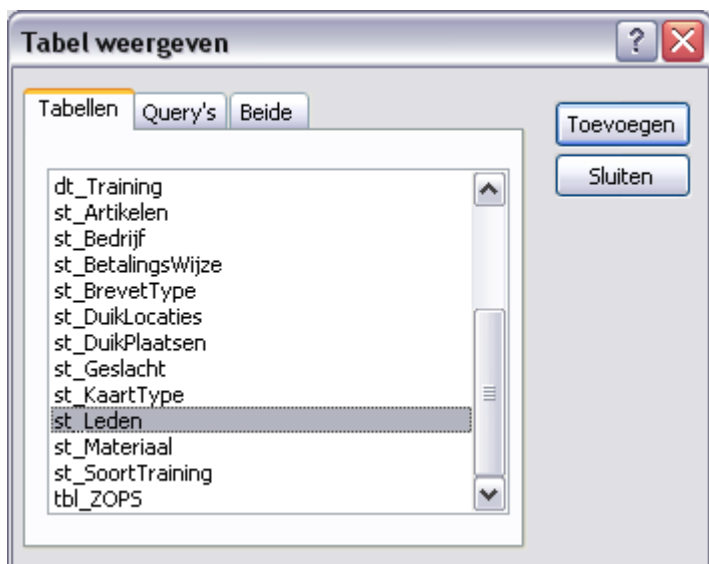 Tabel weergeven
Tabellen Query's Beide
Toevoegen
Sluiten
dt_Training
st_Artikelen
st_Bedrijf
st_BetalingsWijze
st_BrevetType
st_DuikLocaties
st_DuikPlaatsen
st_Geslacht
st_KaartType
st_Leden
st_Materiaal
st_SoortTraining
tbl_ZOPS